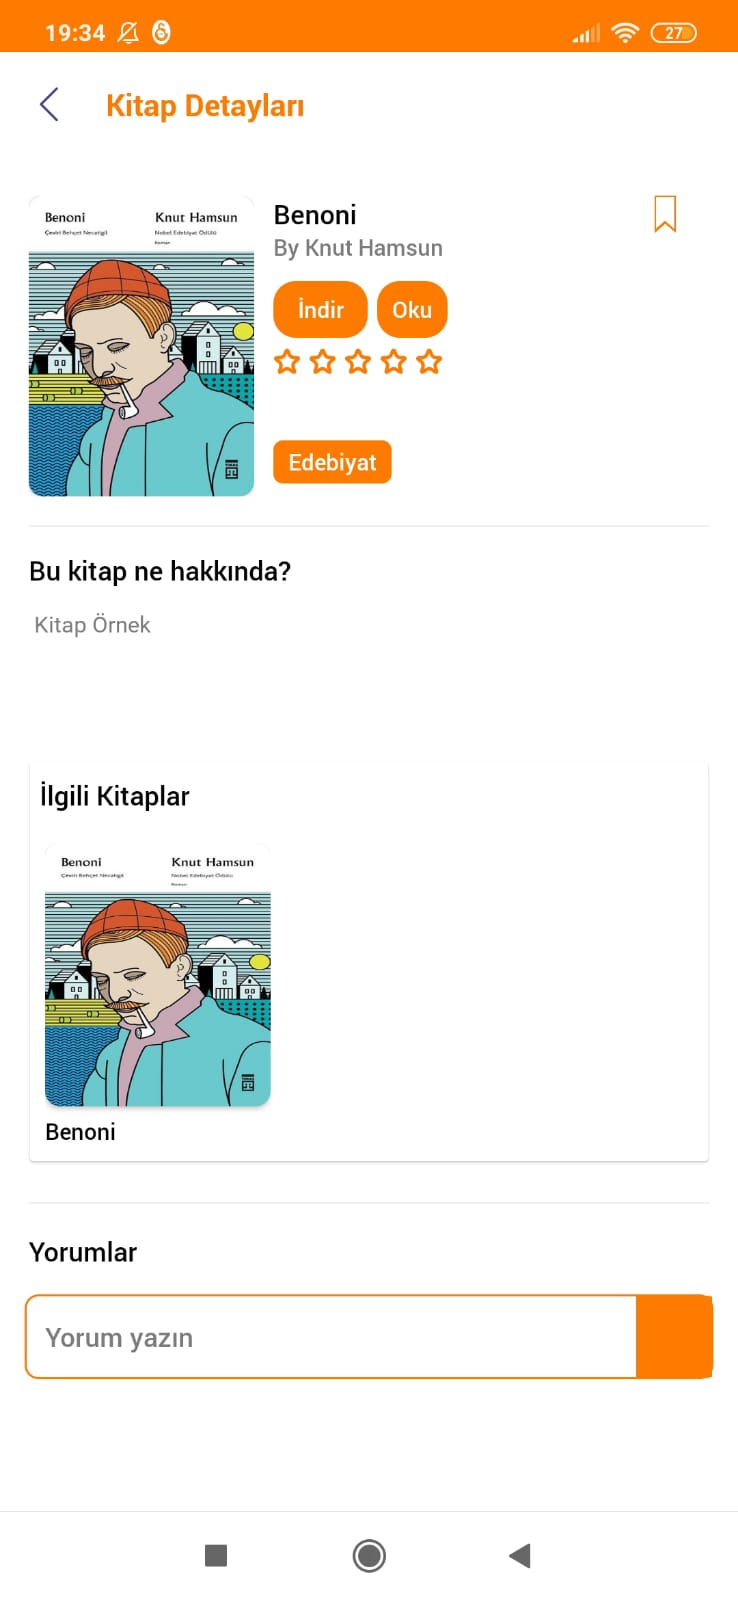 19:34
27
Kitap Detayları
Benoni
Knut Hamsun
Çeviri Behçet Necatigil
Nobel Edebiyat Ödülü
Roman
Benoni
By Knut Hamsun
İndir
Oku
Edebiyat
Bu kitap ne hakkında?
Kitap Örnek
İlgili Kitaplar
Benoni
Knut Hamsun
Çeviri Behçet Necatigil
Nobel Edebiyat Ödülü
Roman
Benoni
Yorumlar
Yorum yazın